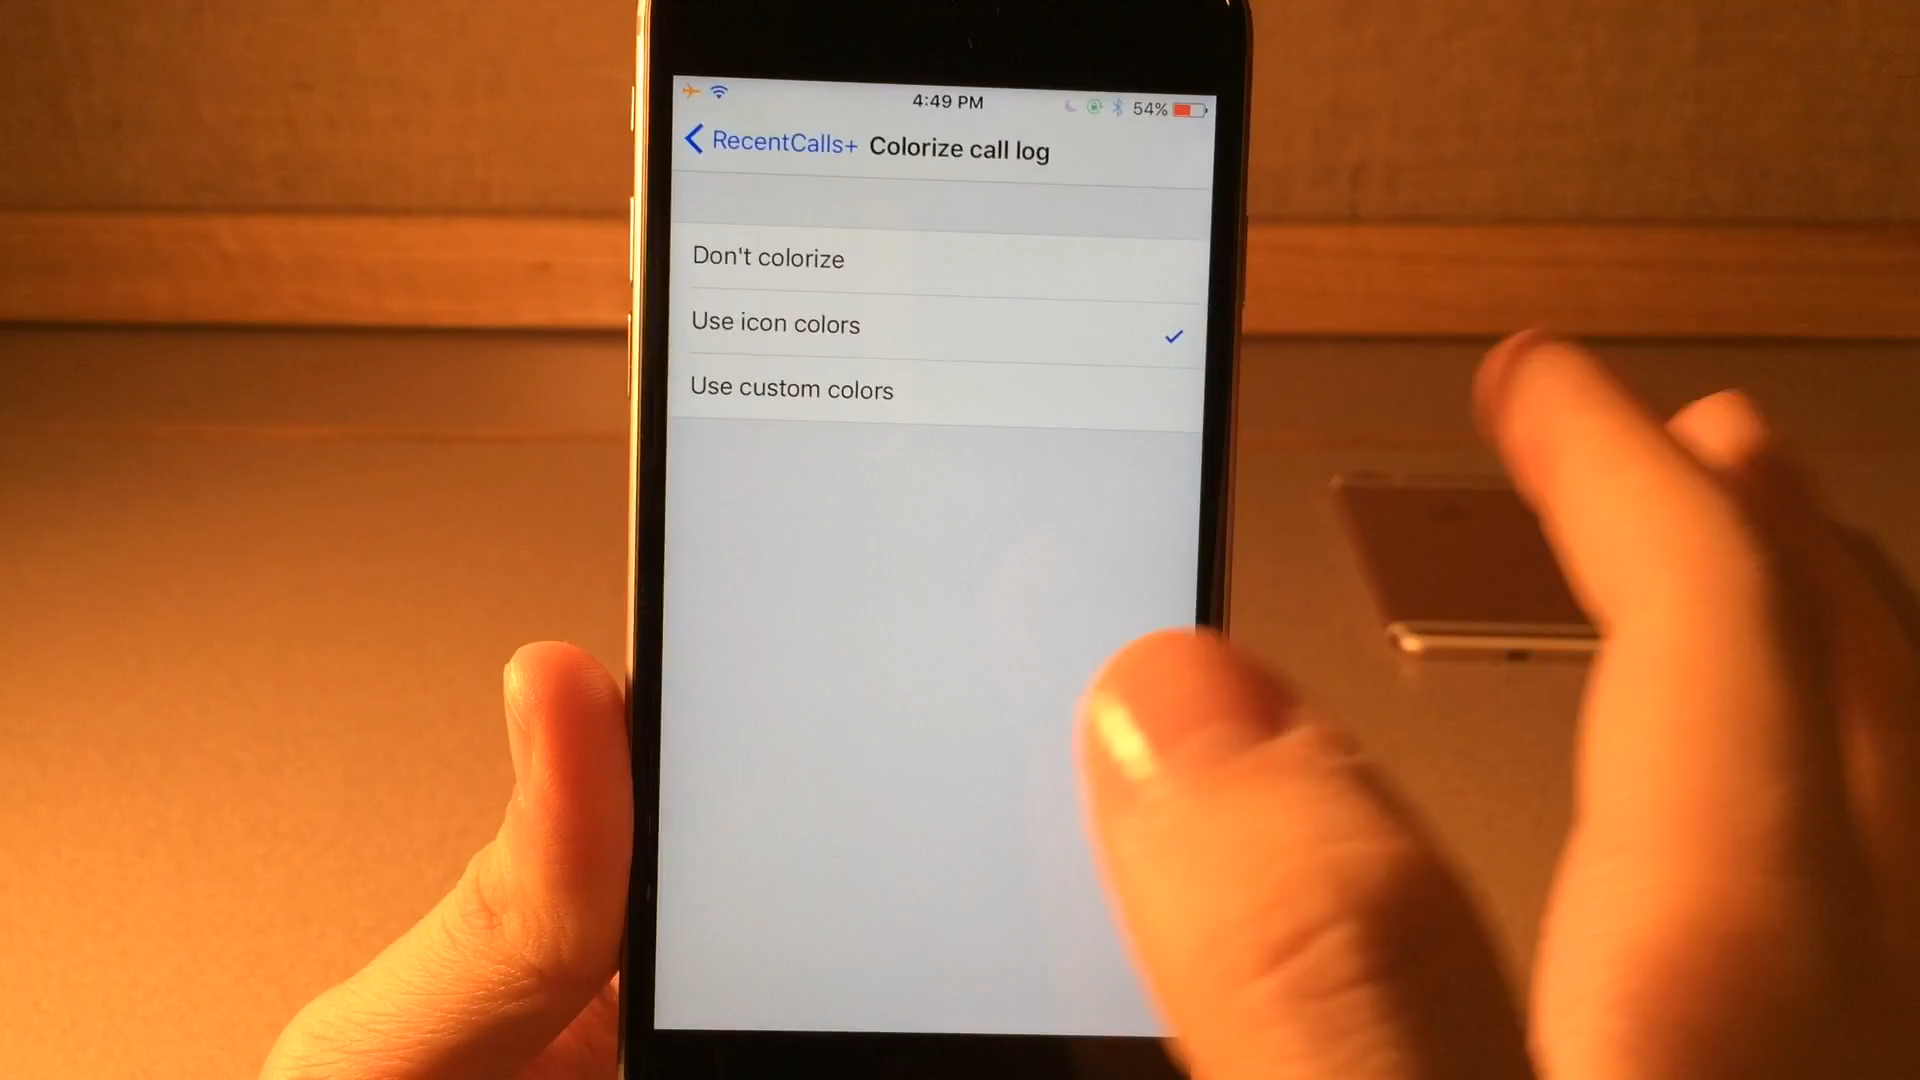 4:49 PM 54%
RecentCalls+ Colorize call log
Don't colorize
Use icon colors
Use custom colors